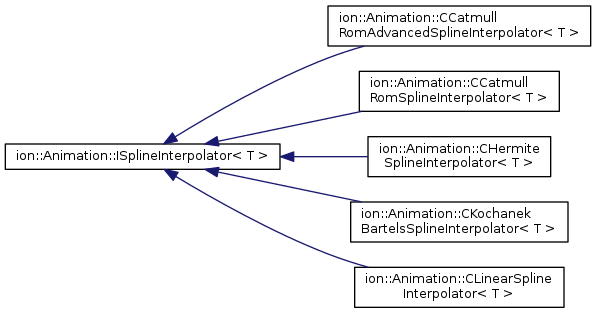 ion::Animation::CCatmull
RomAdvancedSplineInterpolator< T >
ion::Animation::CCatmull
RomSplineInterpolator< T >
ion::Animation::ISplineInterpolator< T >
ion::Animation::CHermite
SplineInterpolator< T >
ion::Animation::CKochanek
BartelsSplineInterpolator< T >
ion::Animation::CLinearSpline
Interpolator< T >